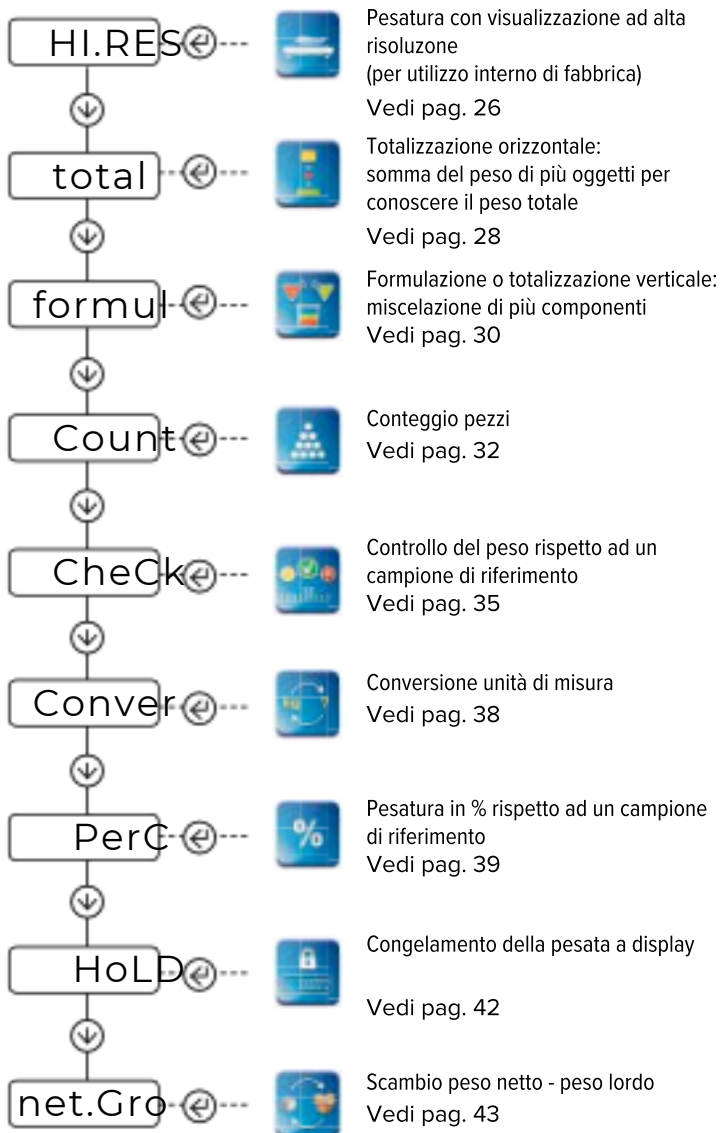 HI.RES
Pesatura con visualizzazione ad alta
risoluzone
(per utilizzo interno di fabbrica)
Vedi pag. 26
total
Totalizzazione orizzontale:
somma del peso di più oggetti per
conoscere il peso totale
Vedi pag. 28
formul
Formulazione o totalizzazione verticale:
miscelazione di più componenti
Vedi pag. 30
Count
Conteggio pezzi
Vedi pag. 32
CheCk
Controllo del peso rispetto ad un
campione di riferimento
Vedi pag. 35
Conver
Conversione unità di misura
Vedi pag. 38
PerC
%
Pesatura in % rispetto ad un campione
di riferimento
Vedi pag. 39
HoLD
Congelamento della pesata a display
Vedi pag. 42
net.Gro
Scambio peso netto - peso lordo
Vedi pag. 43